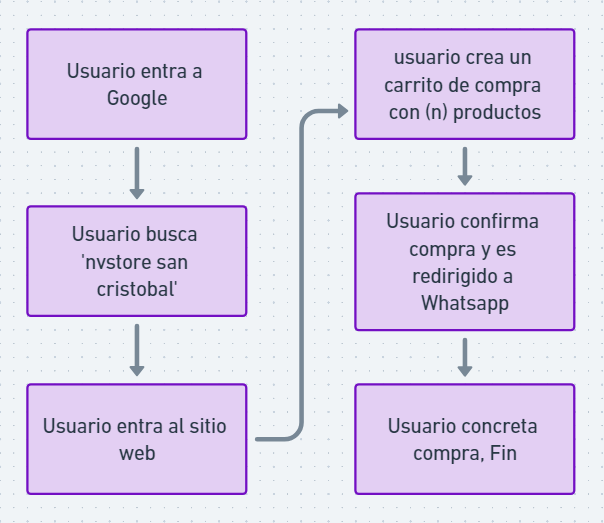 Usuario entra a
Google
Usuario busca
'nvstore san
cristobal'
Usuario entra al sitio
web
usuario crea un
carrito de compra
con (n) productos
Usuario confirma
compra y es
redirigido a
Whatsapp
Usuario concreta
compra, Fin